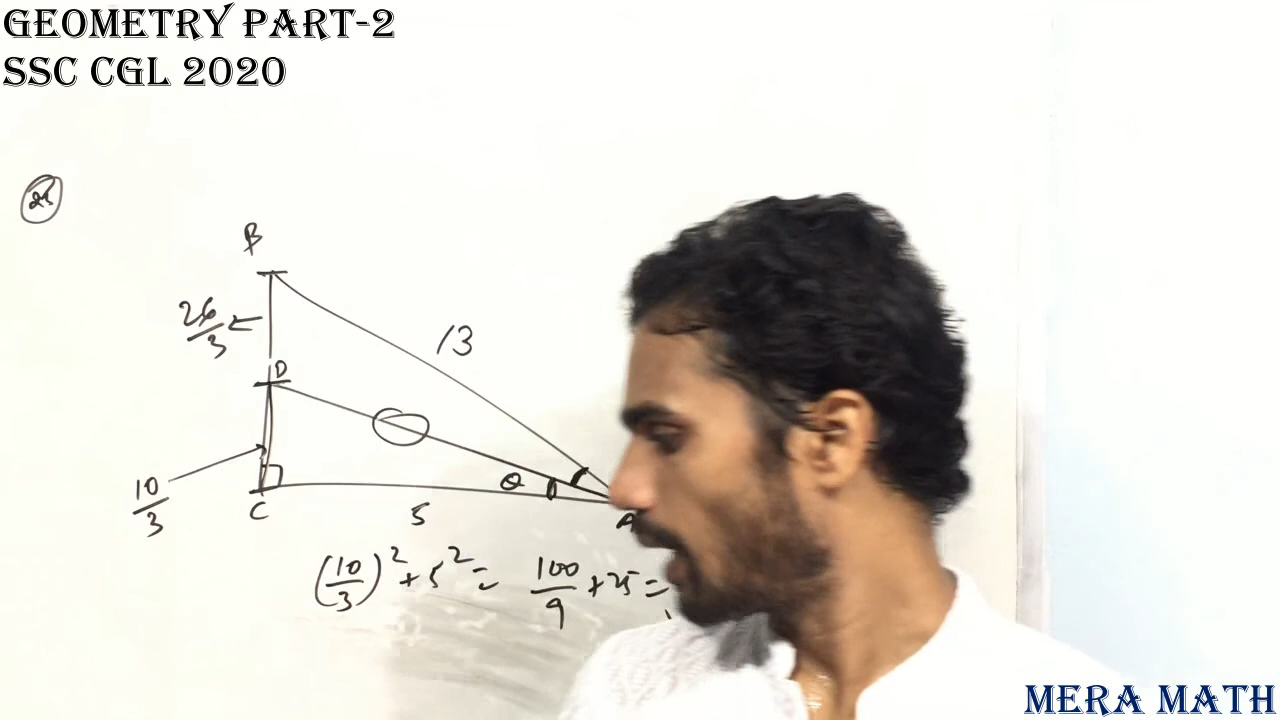 GEOMETRY PART-2
SSC CGL 2020
B
26/3
13
D
10/3
C
5
θ
A
(10/3)² + 5² = 100/9 + 25 =
MERA MATH